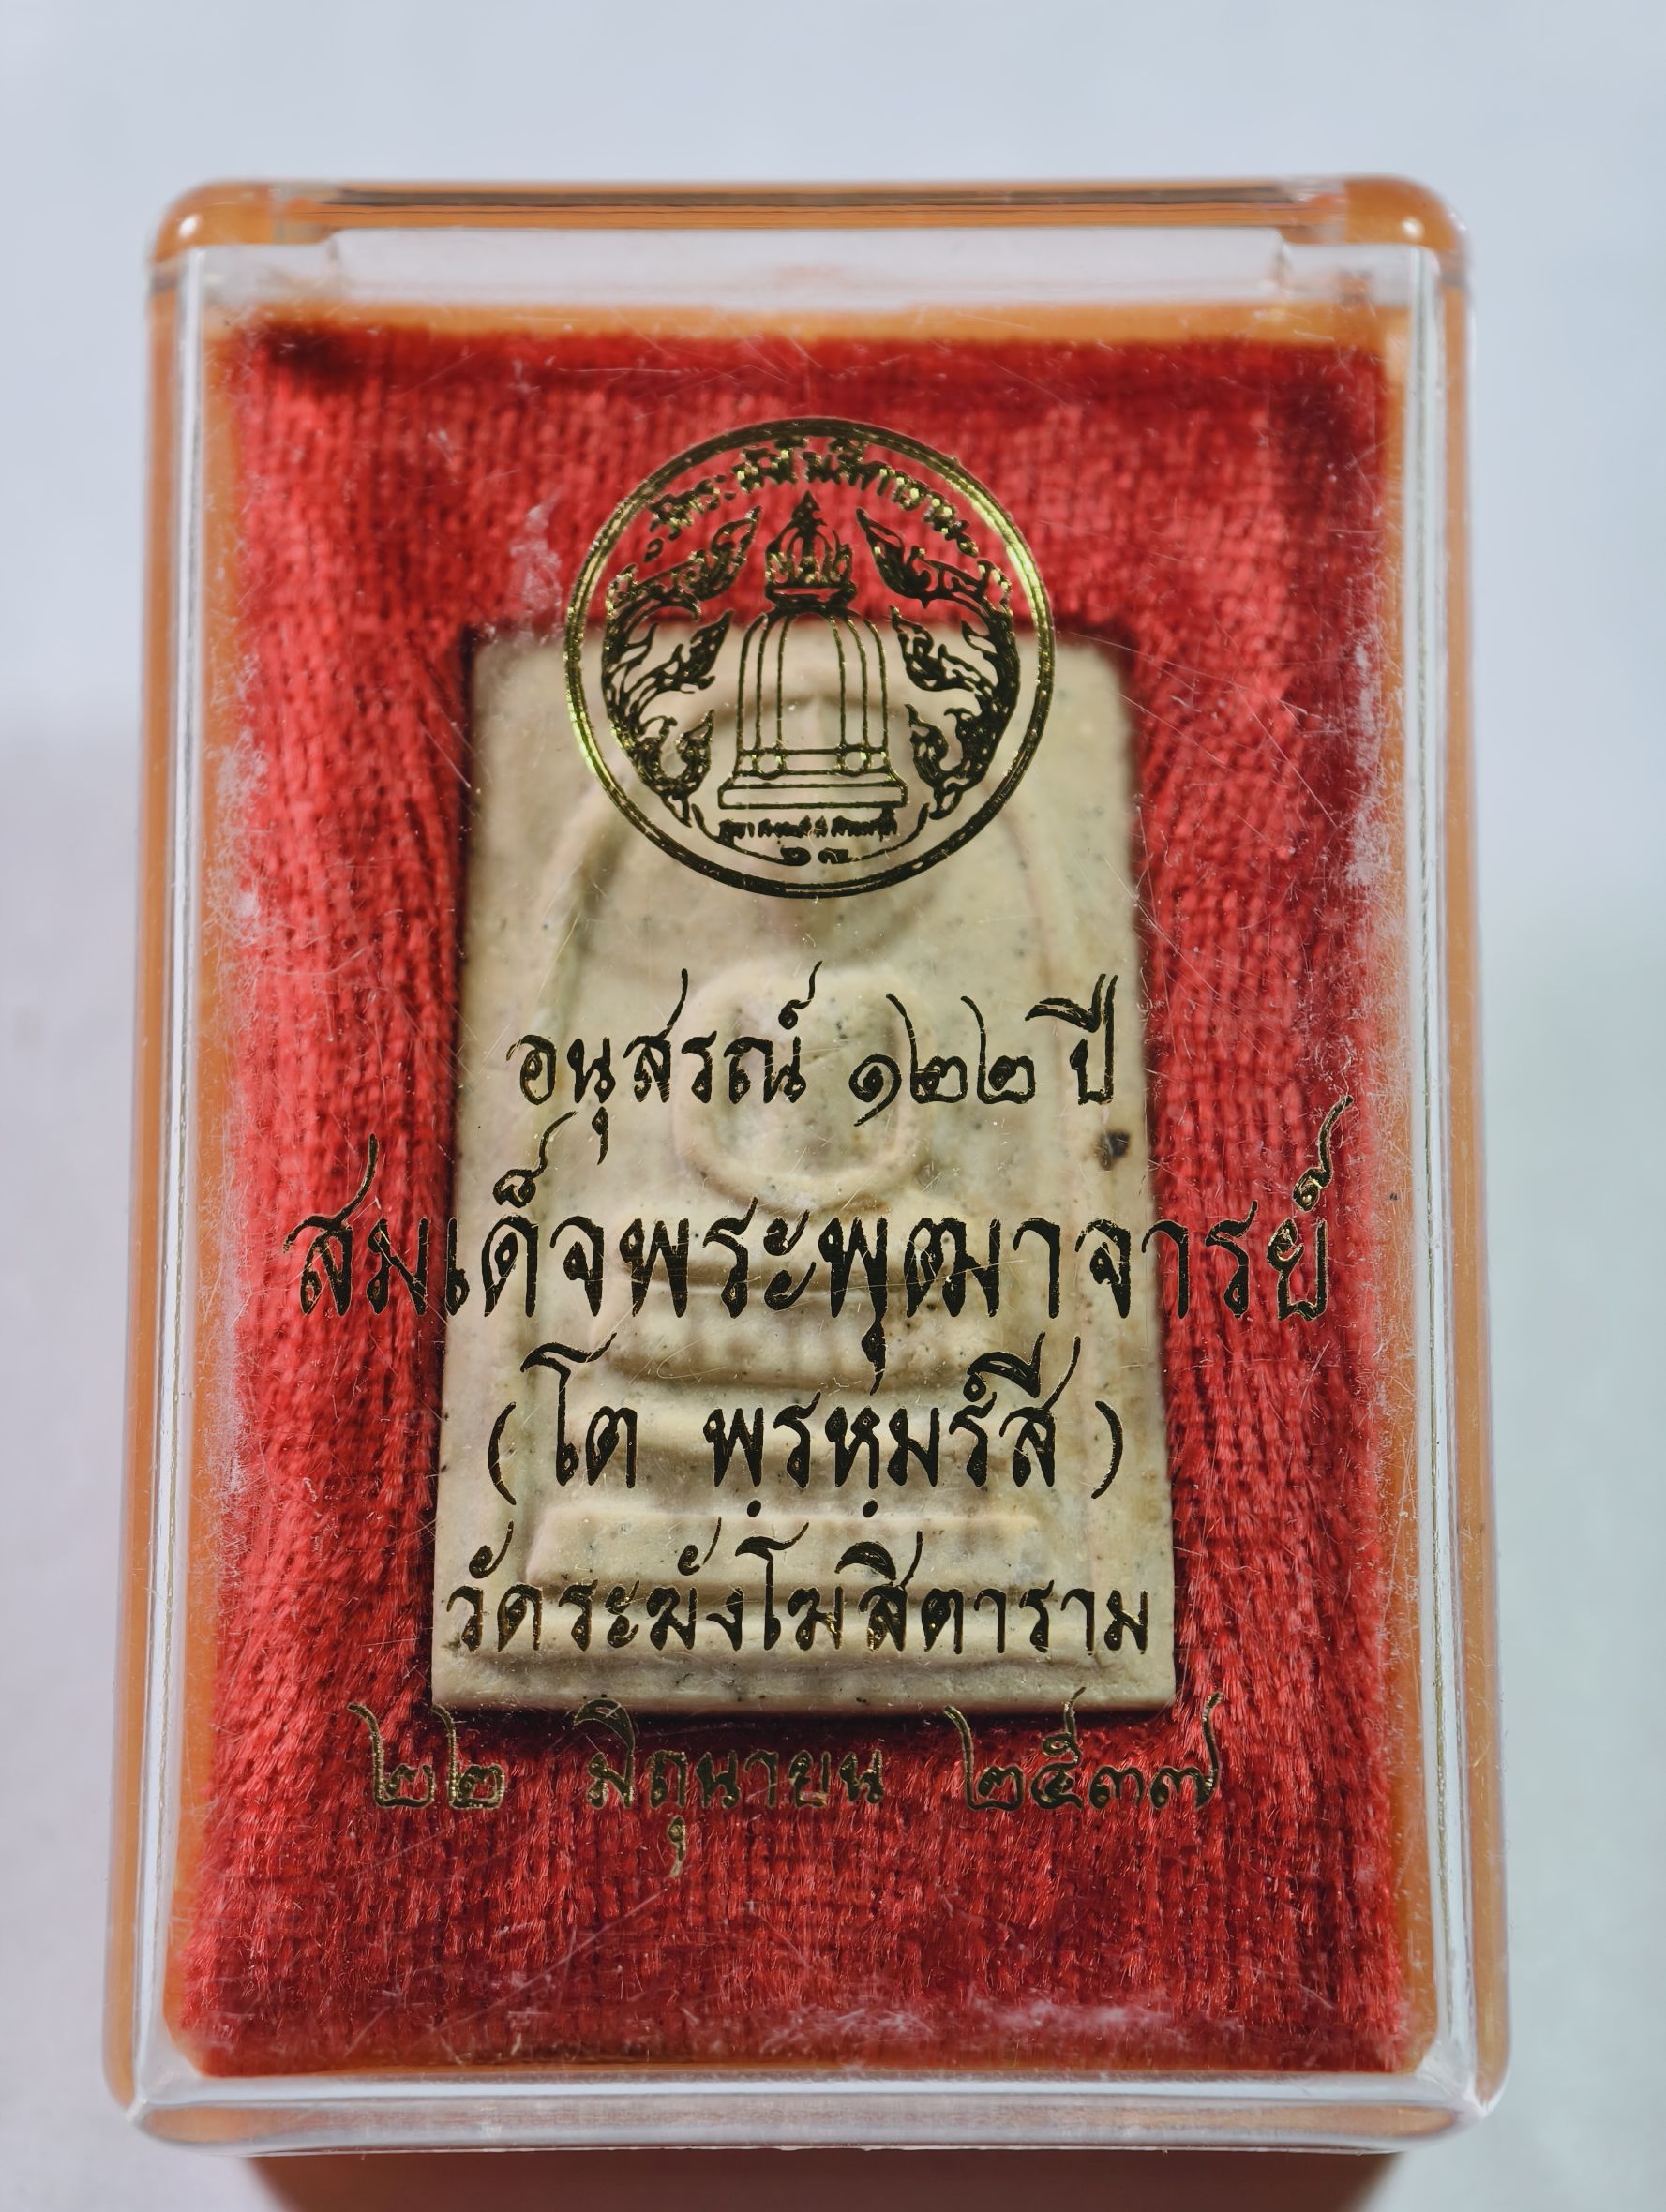 อนุสรณ์ ๑๒๒ ปี
สมเด็จพระพุฒาจารย์
(โต พฺรหฺมรํสี)
วัดระฆังโฆสิตาราม
๒๒ มิถุนายน ๒๕๓๗